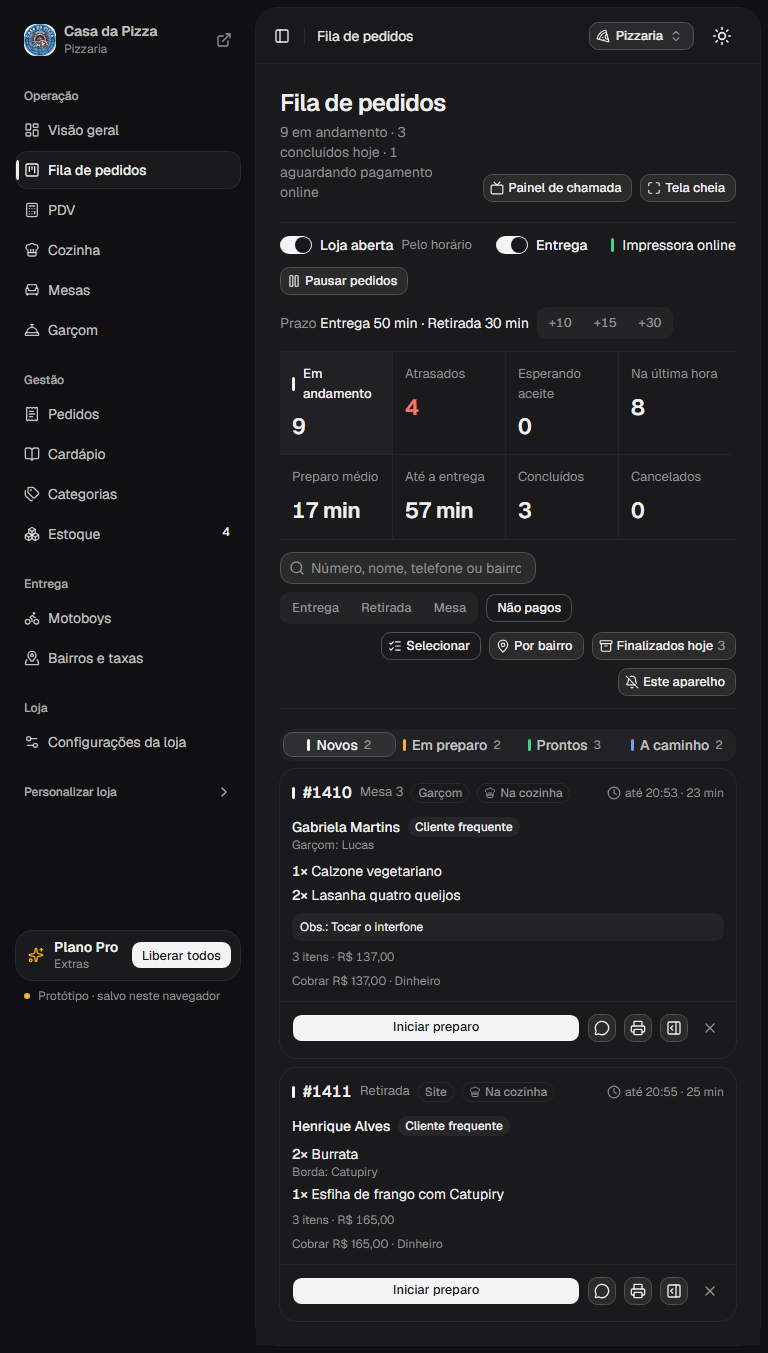 Casa da Pizza
Pizzaria
Operação
Visão geral
Fila de pedidos
PDV
Cozinha
Mesas
Garçom
Gestão
Pedidos
Cardápio
Categorias
Estoque 4
Entrega
Motoboys
Bairros e taxas
Loja
Configurações da loja
Personalizar loja
Plano Pro
Extras
Liberar todos
Protótipo · salvo neste navegador
Fila de pedidos
Pizzaria
Fila de pedidos
9 em andamento · 3
concluídos hoje · 1
aguardando pagamento
online
Painel de chamada
Tela cheia
Loja aberta Pelo horário
Entrega
Impressora online
Pausar pedidos
Prazo Entrega 50 min · Retirada 30 min +10 +15 +30
Em
andamento
9
Atrasados
4
Esperando
aceite
0
Na última hora
8
Preparo médio
17 min
Até a entrega
57 min
Concluídos
3
Cancelados
0
Número, nome, telefone ou bairro
Entrega Retirada Mesa Não pagos
Selecionar Por bairro Finalizados hoje 3
Este aparelho
Novos 2 Em preparo 2 Prontos 3 A caminho 2
#1410 Mesa 3 Garçom Na cozinha até 20:53 · 23 min
Gabriela Martins Cliente frequente
Garçom: Lucas
1× Calzone vegetariano
2× Lasanha quatro queijos
Obs.: Tocar o interfone
3 itens · R$ 137,00
Cobrar R$ 137,00 · Dinheiro
Iniciar preparo
#1411 Retirada Site Na cozinha até 20:55 · 25 min
Henrique Alves Cliente frequente
2× Burrata
Borda: Catupiry
1× Esfiha de frango com Catupiry
3 itens · R$ 165,00
Cobrar R$ 165,00 · Dinheiro
Iniciar preparo